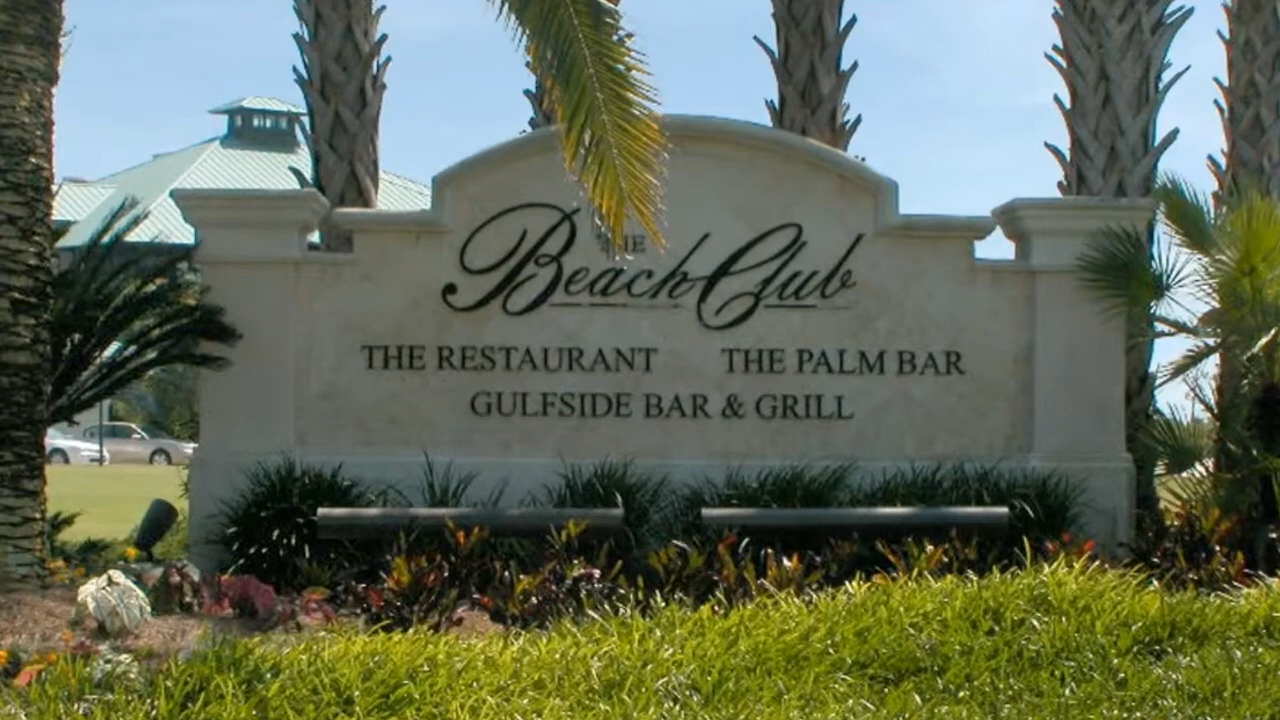 THE
Beach Club
THE RESTAURANT THE PALM BAR
GULFSIDE BAR & GRILL